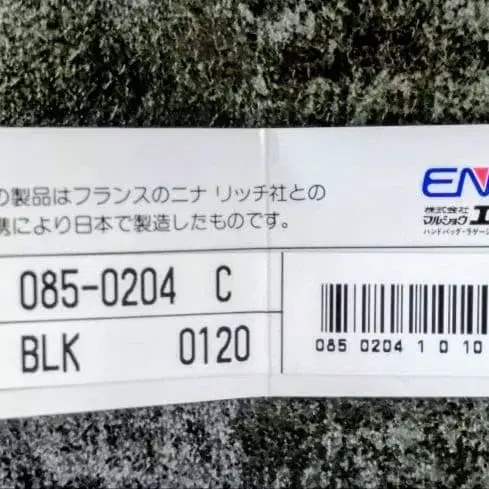 の製品はフランスのニナ リッチ社との
携により日本で製造したものです。
EN
株式会社
マルショウ エ
ハンドバッグ・ラゲージ
085-0204 C
BLK 0120
085 0204 1 0 10